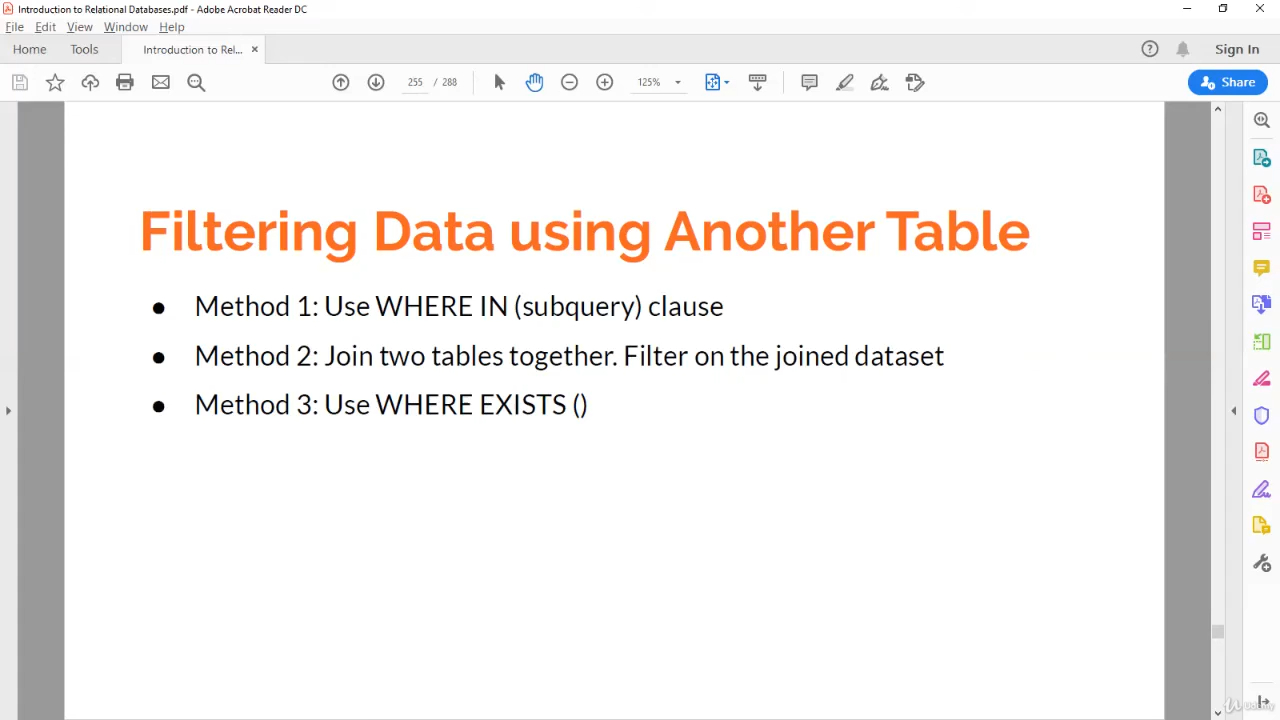 Introduction to Relational Databases.pdf - Adobe Acrobat Reader DC
File Edit View Window Help
Home Tools Introduction to Rel... × Sign In
255 / 288 125% Share
Filtering Data using Another Table
● Method 1: Use WHERE IN (subquery) clause
● Method 2: Join two tables together. Filter on the joined dataset
● Method 3: Use WHERE EXISTS ()
Udemy